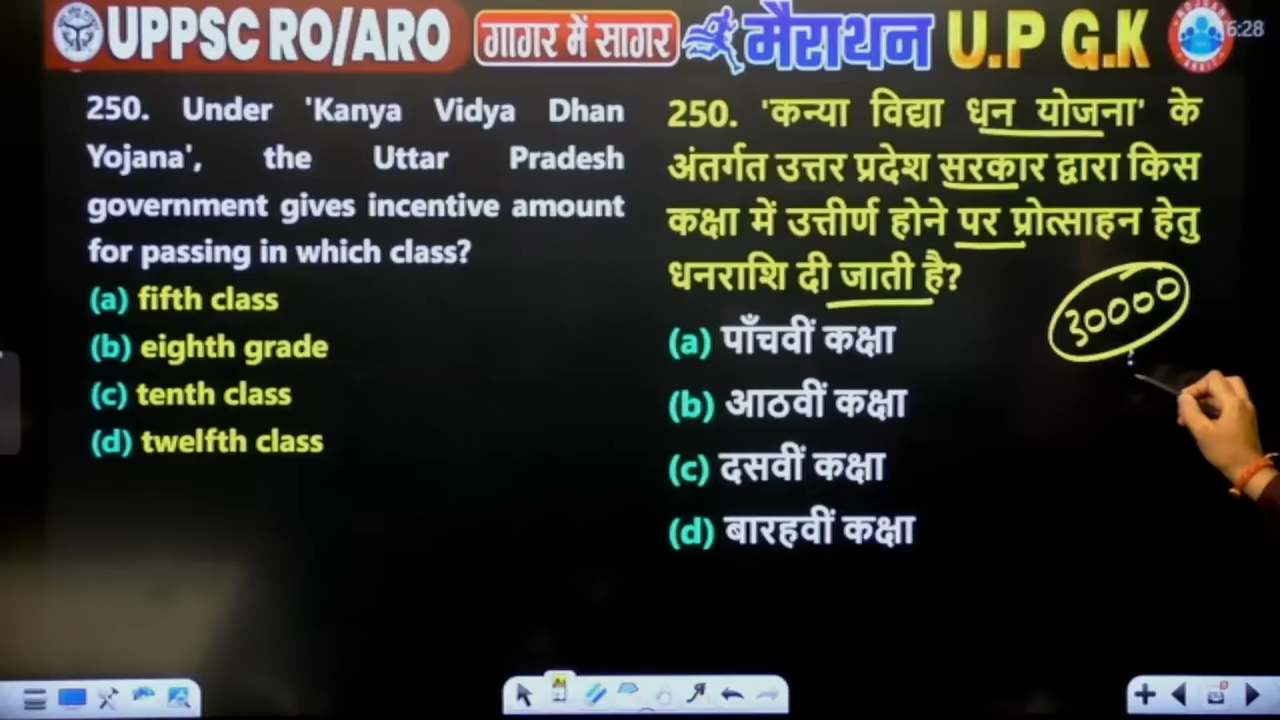 UPPSC RO/ARO गागर में सागर मैराथन U.P G.K
250. Under 'Kanya Vidya Dhan
Yojana', the Uttar Pradesh
government gives incentive amount
for passing in which class?
(a) fifth class
(b) eighth grade
(c) tenth class
(d) twelfth class
250. 'कन्या विद्या धन योजना' के
अंतर्गत उत्तर प्रदेश सरकार द्वारा किस
कक्षा में उत्तीर्ण होने पर प्रोत्साहन हेतु
धनराशि दी जाती है?
30000
(a) पाँचवीं कक्षा
(b) आठवीं कक्षा
(c) दसवीं कक्षा
(d) बारहवीं कक्षा